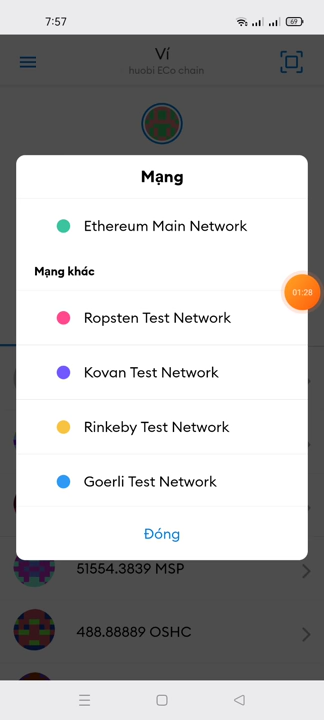 7:57
69
Ví
huobi ECo chain
Mạng
Ethereum Main Network
Mạng khác
01:28
Ropsten Test Network
Kovan Test Network
Rinkeby Test Network
Goerli Test Network
Đóng
51554.3839 MSP
488.88889 OSHC